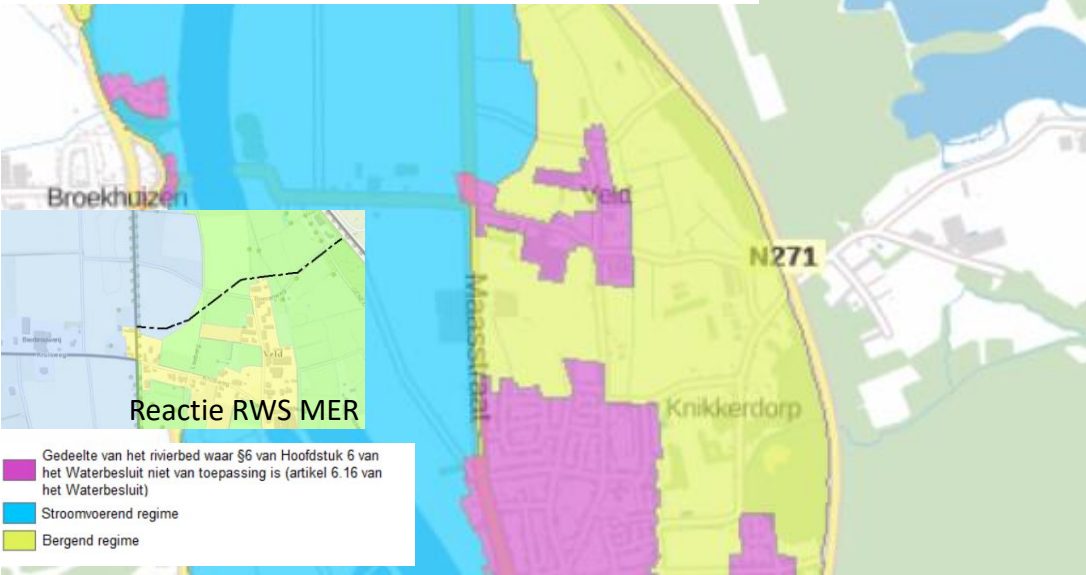 Broekhuizen
Veld
N271
Maasstraat
Knikkerdorp
Veld
Reactie RWS MER
Gedeelte van het rivierbed waar §6 van Hoofdstuk 6 van
het Waterbesluit niet van toepassing is (artikel 6.16 van
het Waterbesluit)
Stroomvoerend regime
Bergend regime